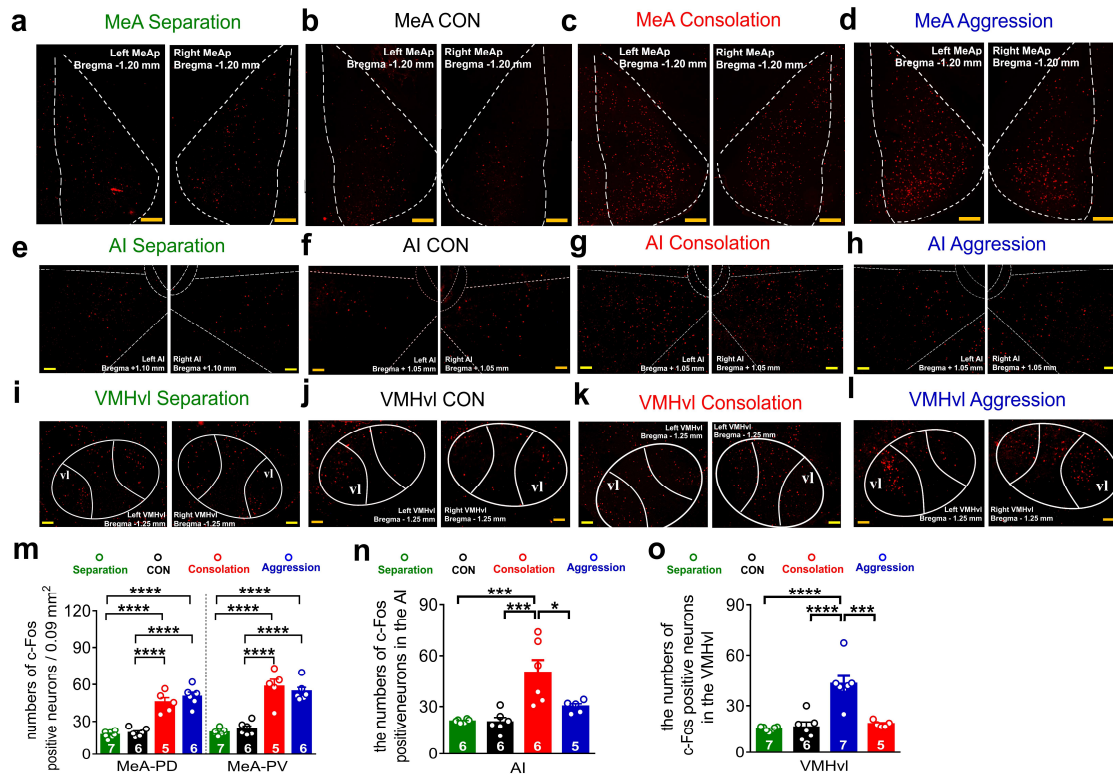 a
MeA Separation
b
MeA CON
c
MeA Consolation
d
MeA Aggression
Left MeAp
Bregma -1.20 mm
Right MeAp
Bregma -1.20 mm
Left MeAp
Bregma -1.20 mm
Right MeAp
Bregma -1.20 mm
Left MeAp
Bregma -1.20 mm
Right MeAp
Bregma -1.20 mm
Left MeAp
Bregma -1.20 mm
Right MeAp
Bregma -1.20 mm
e
AI Separation
f
AI CON
g
AI Consolation
h
AI Aggression
Left AI
Bregma +1.10 mm
Right AI
Bregma +1.10 mm
Left AI
Bregma + 1.05 mm
Right AI
Bregma + 1.05 mm
Left AI
Bregma + 1.05 mm
Right AI
Bregma + 1.05 mm
Left AI
Bregma + 1.05 mm
Right AI
Bregma + 1.05 mm
i
VMHvl Separation
j
VMHvl CON
k
VMHvl Consolation
l
VMHvl Aggression
vl
Left VMHvl
Bregma -1.25 mm
vl
Right VMHvl
Bregma -1.25 mm
vl
Left VMHvl
Bregma - 1.25 mm
vl
Right VMHvl
Bregma - 1.25 mm
Left VMHvl
Bregma - 1.25 mm
vl
Left VMHvl
Bregma - 1.25 mm
vl
vl
Left VMHvl
Bregma - 1.25 mm
vl
Right VMHvl
Bregma - 1.25 mm
m
Separation
CON
Consolation
Aggression
numbers of c-Fos
positive neurons / 0.09 mm²
120
90
60
30
0
****
****
****
****
****
****
****
****
7
6
5
6
7
6
5
6
MeA-PD
MeA-PV
n
Separation
CON
Consolation
Aggression
the numbers of c-Fos
positiveneurons in the AI
90
60
30
0
***
***
*
6
6
6
5
AI
o
Separation
CON
Consolation
Aggression
the numbers of
c-Fos positive neurons
in the VMHvl
90
60
30
0
****
****
***
7
6
7
5
VMHvl